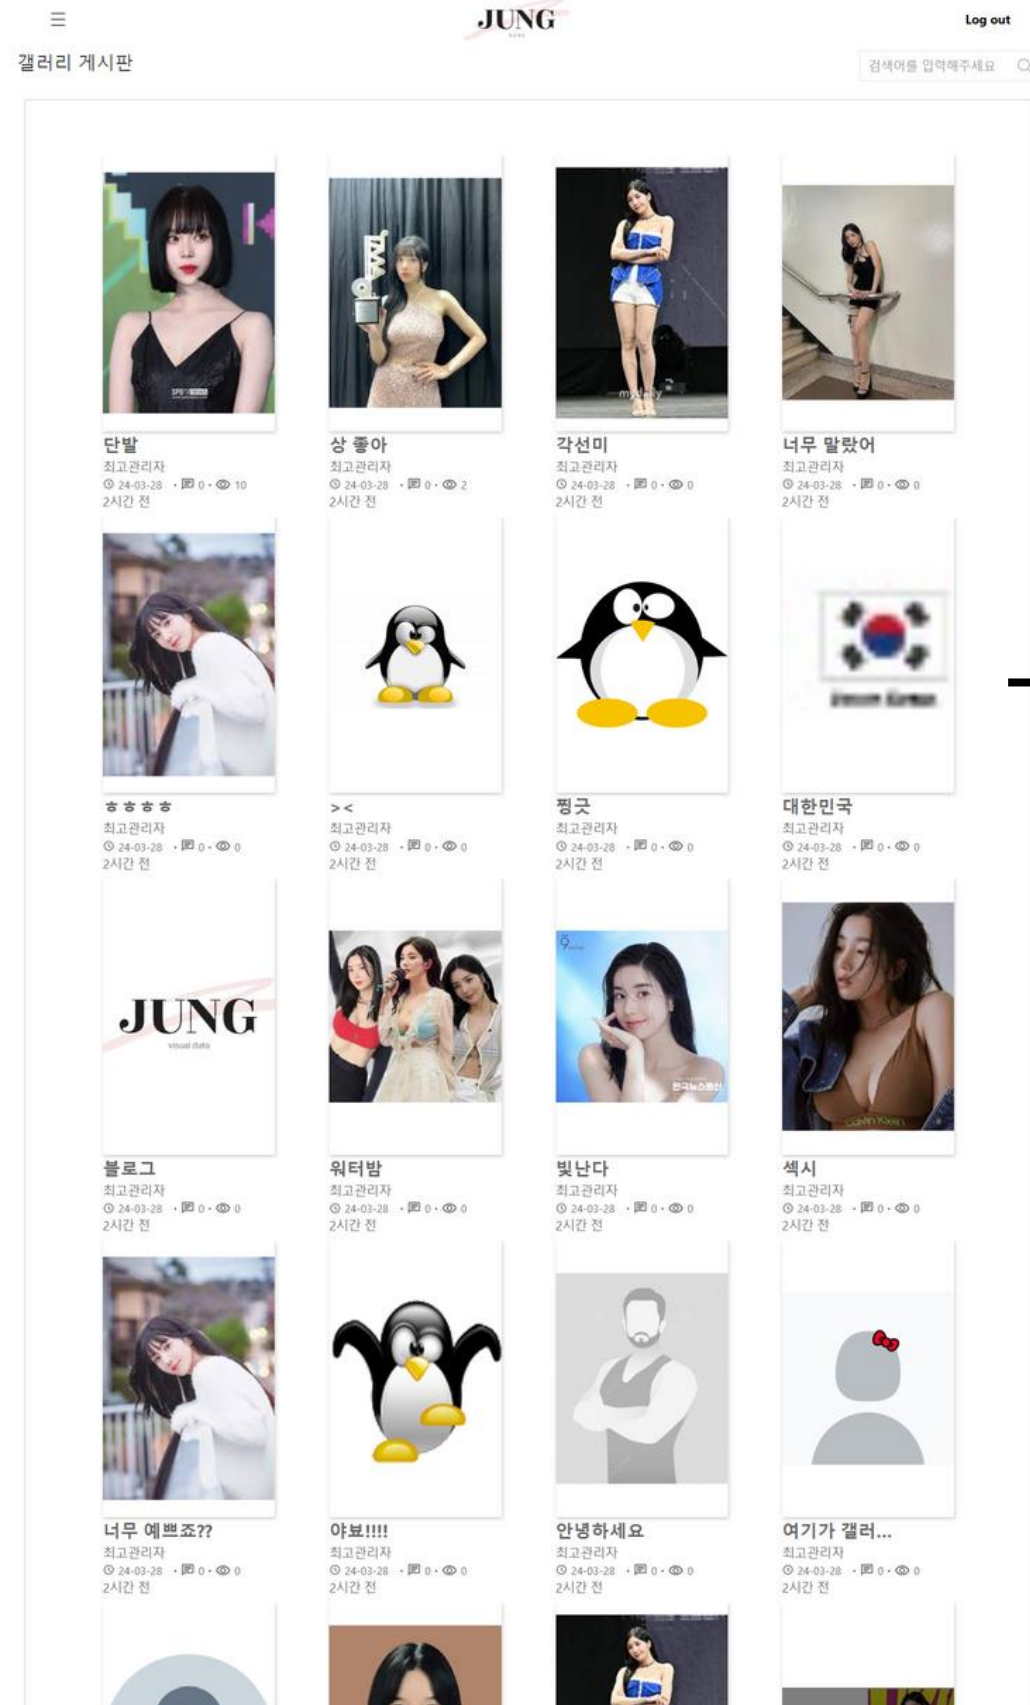 JUNG
Log out
갤러리 게시판
검색어를 입력해주세요
단발
최고관리자
24-03-28 · 0 · 10
2시간 전
상 좋아
최고관리자
24-03-28 · 0 · 2
2시간 전
각선미
최고관리자
24-03-28 · 0 · 0
2시간 전
너무 말랐어
최고관리자
24-03-28 · 0 · 0
2시간 전
ㅎㅎㅎㅎ
최고관리자
24-03-28 · 0 · 0
2시간 전
><
최고관리자
24-03-28 · 0 · 0
2시간 전
찡긋
최고관리자
24-03-28 · 0 · 0
2시간 전
대한민국
최고관리자
24-03-28 · 0 · 0
2시간 전
JUNG
visual data
블로그
최고관리자
24-03-28 · 0 · 0
2시간 전
워터밤
최고관리자
24-03-28 · 0 · 0
2시간 전
9
한국뉴스통신
빛난다
최고관리자
24-03-28 · 0 · 0
2시간 전
Calvin Klein
섹시
최고관리자
24-03-28 · 0 · 0
2시간 전
너무 예쁘죠??
최고관리자
24-03-28 · 0 · 0
2시간 전
야뵤!!!!
최고관리자
24-03-28 · 0 · 0
2시간 전
안녕하세요
최고관리자
24-03-28 · 0 · 0
2시간 전
여기가 갤러...
최고관리자
24-03-28 · 0 · 0
2시간 전